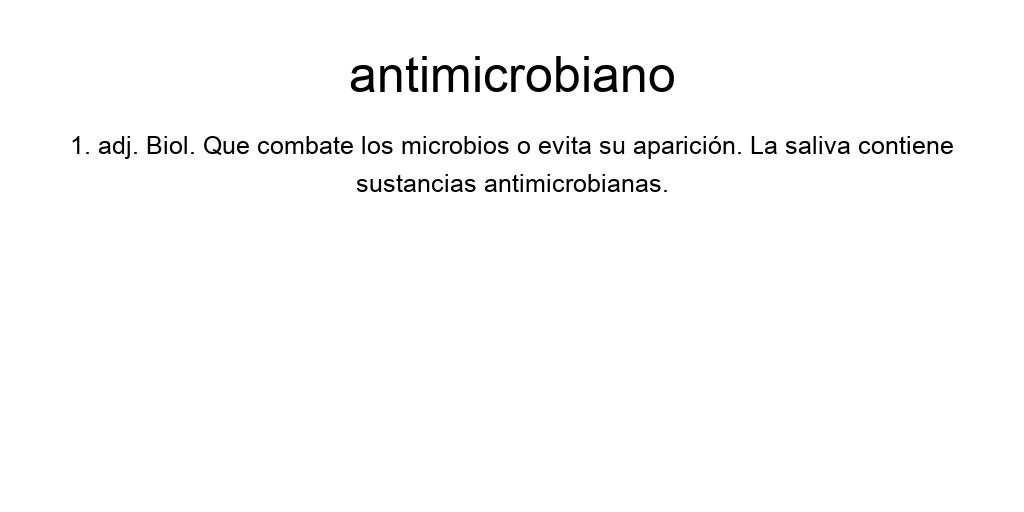 antimicrobiano
1. adj. Biol. Que combate los microbios o evita su aparición. La saliva contiene
sustancias antimicrobianas.